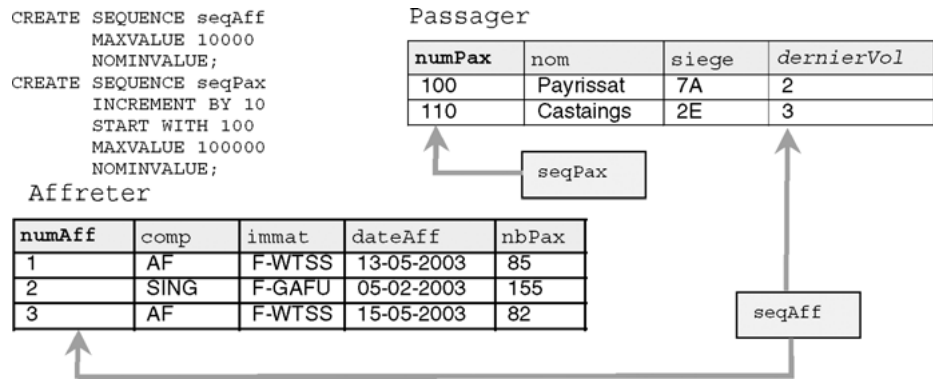 CREATE SEQUENCE seqAff
MAXVALUE 10000
NOMINVALUE;
CREATE SEQUENCE seqPax
INCREMENT BY 10
START WITH 100
MAXVALUE 100000
NOMINVALUE;
Passager
numPax nom siege dernierVol
100 Payrissat 7A 2
110 Castaings 2E 3
seqPax
Affreter
numAff comp immat dateAff nbPax
1 AF F-WTSS 13-05-2003 85
2 SING F-GAFU 05-02-2003 155
3 AF F-WTSS 15-05-2003 82
seqAff